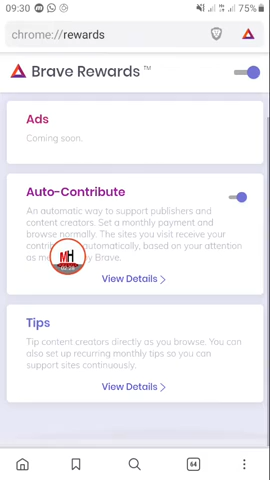 09:30
75%
chrome://rewards
Brave Rewards ™
Ads
Coming soon.
Auto-Contribute
An automatic way to support publishers and
content creators. Set a monthly payment and
browse normally. The sites you visit receive your
automatically, based on your attention
as Brave.
View Details
Tips
Tip content creators directly as you browse. You can
also set up recurring monthly tips so you can
support sites continuously.
View Details
64